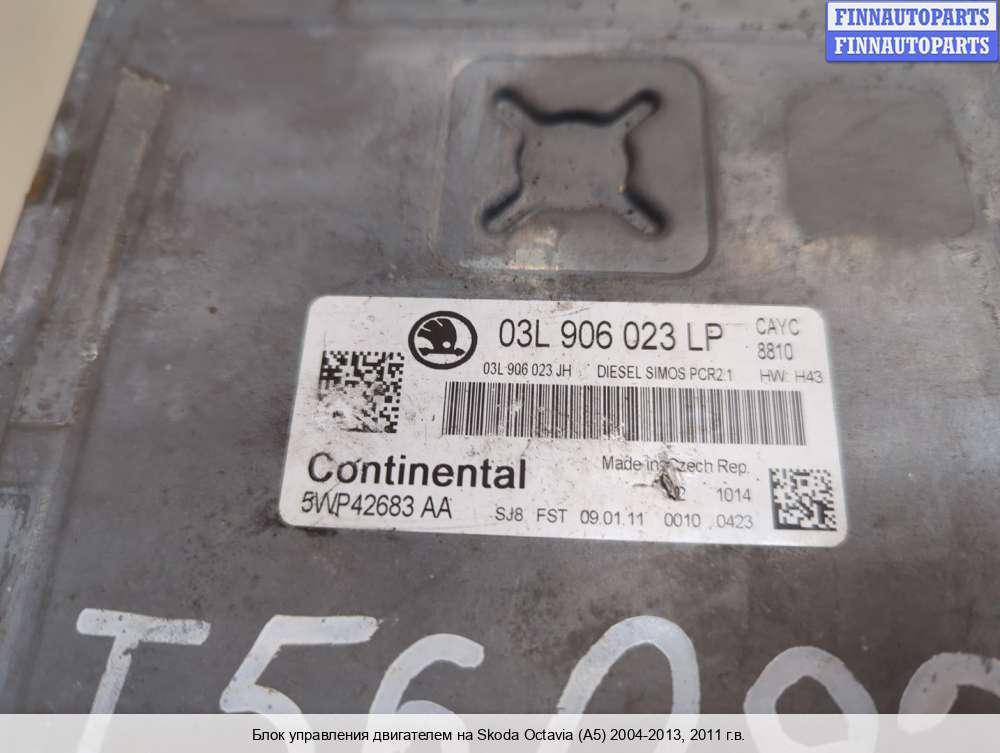 FINNAUTOPARTS
FINNAUTOPARTS
03L 906 023 LP CAYC
8810
03L 906 023 JH DIESEL SIMOS PCR2.1 HW: H43
Continental
Made in Czech Rep.
1014
5WP42683 AA
SJ8 FST 09.01.11 0010 0423
Блок управления двигателем на Skoda Octavia (A5) 2004-2013, 2011 г.в.